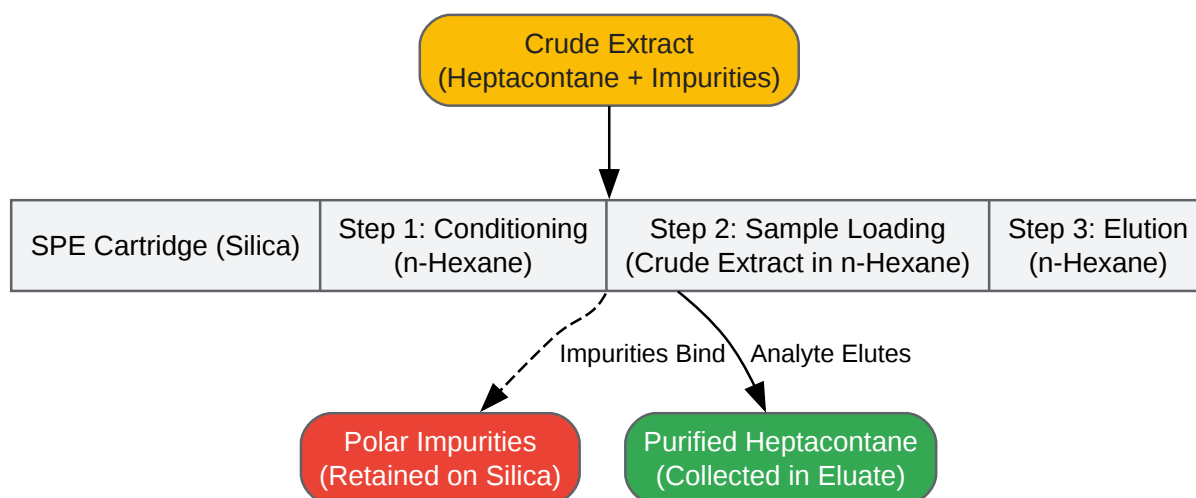 Crude Extract
(Heptacontane + Impurities)
SPE Cartridge (Silica)
Step 1: Conditioning
(n-Hexane)
Step 2: Sample Loading
(Crude Extract in n-Hexane)
Step 3: Elution
(n-Hexane)
Impurities Bind
Analyte Elutes
Polar Impurities
(Retained on Silica)
Purified Heptacontane
(Collected in Eluate)